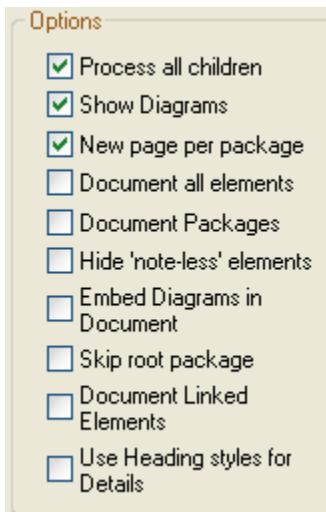 Options
Process all children
Show Diagrams
New page per package
Document all elements
Document Packages
Hide 'note-less' elements
Embed Diagrams in
Document
Skip root package
Document Linked
Elements
Use Heading styles for
Details